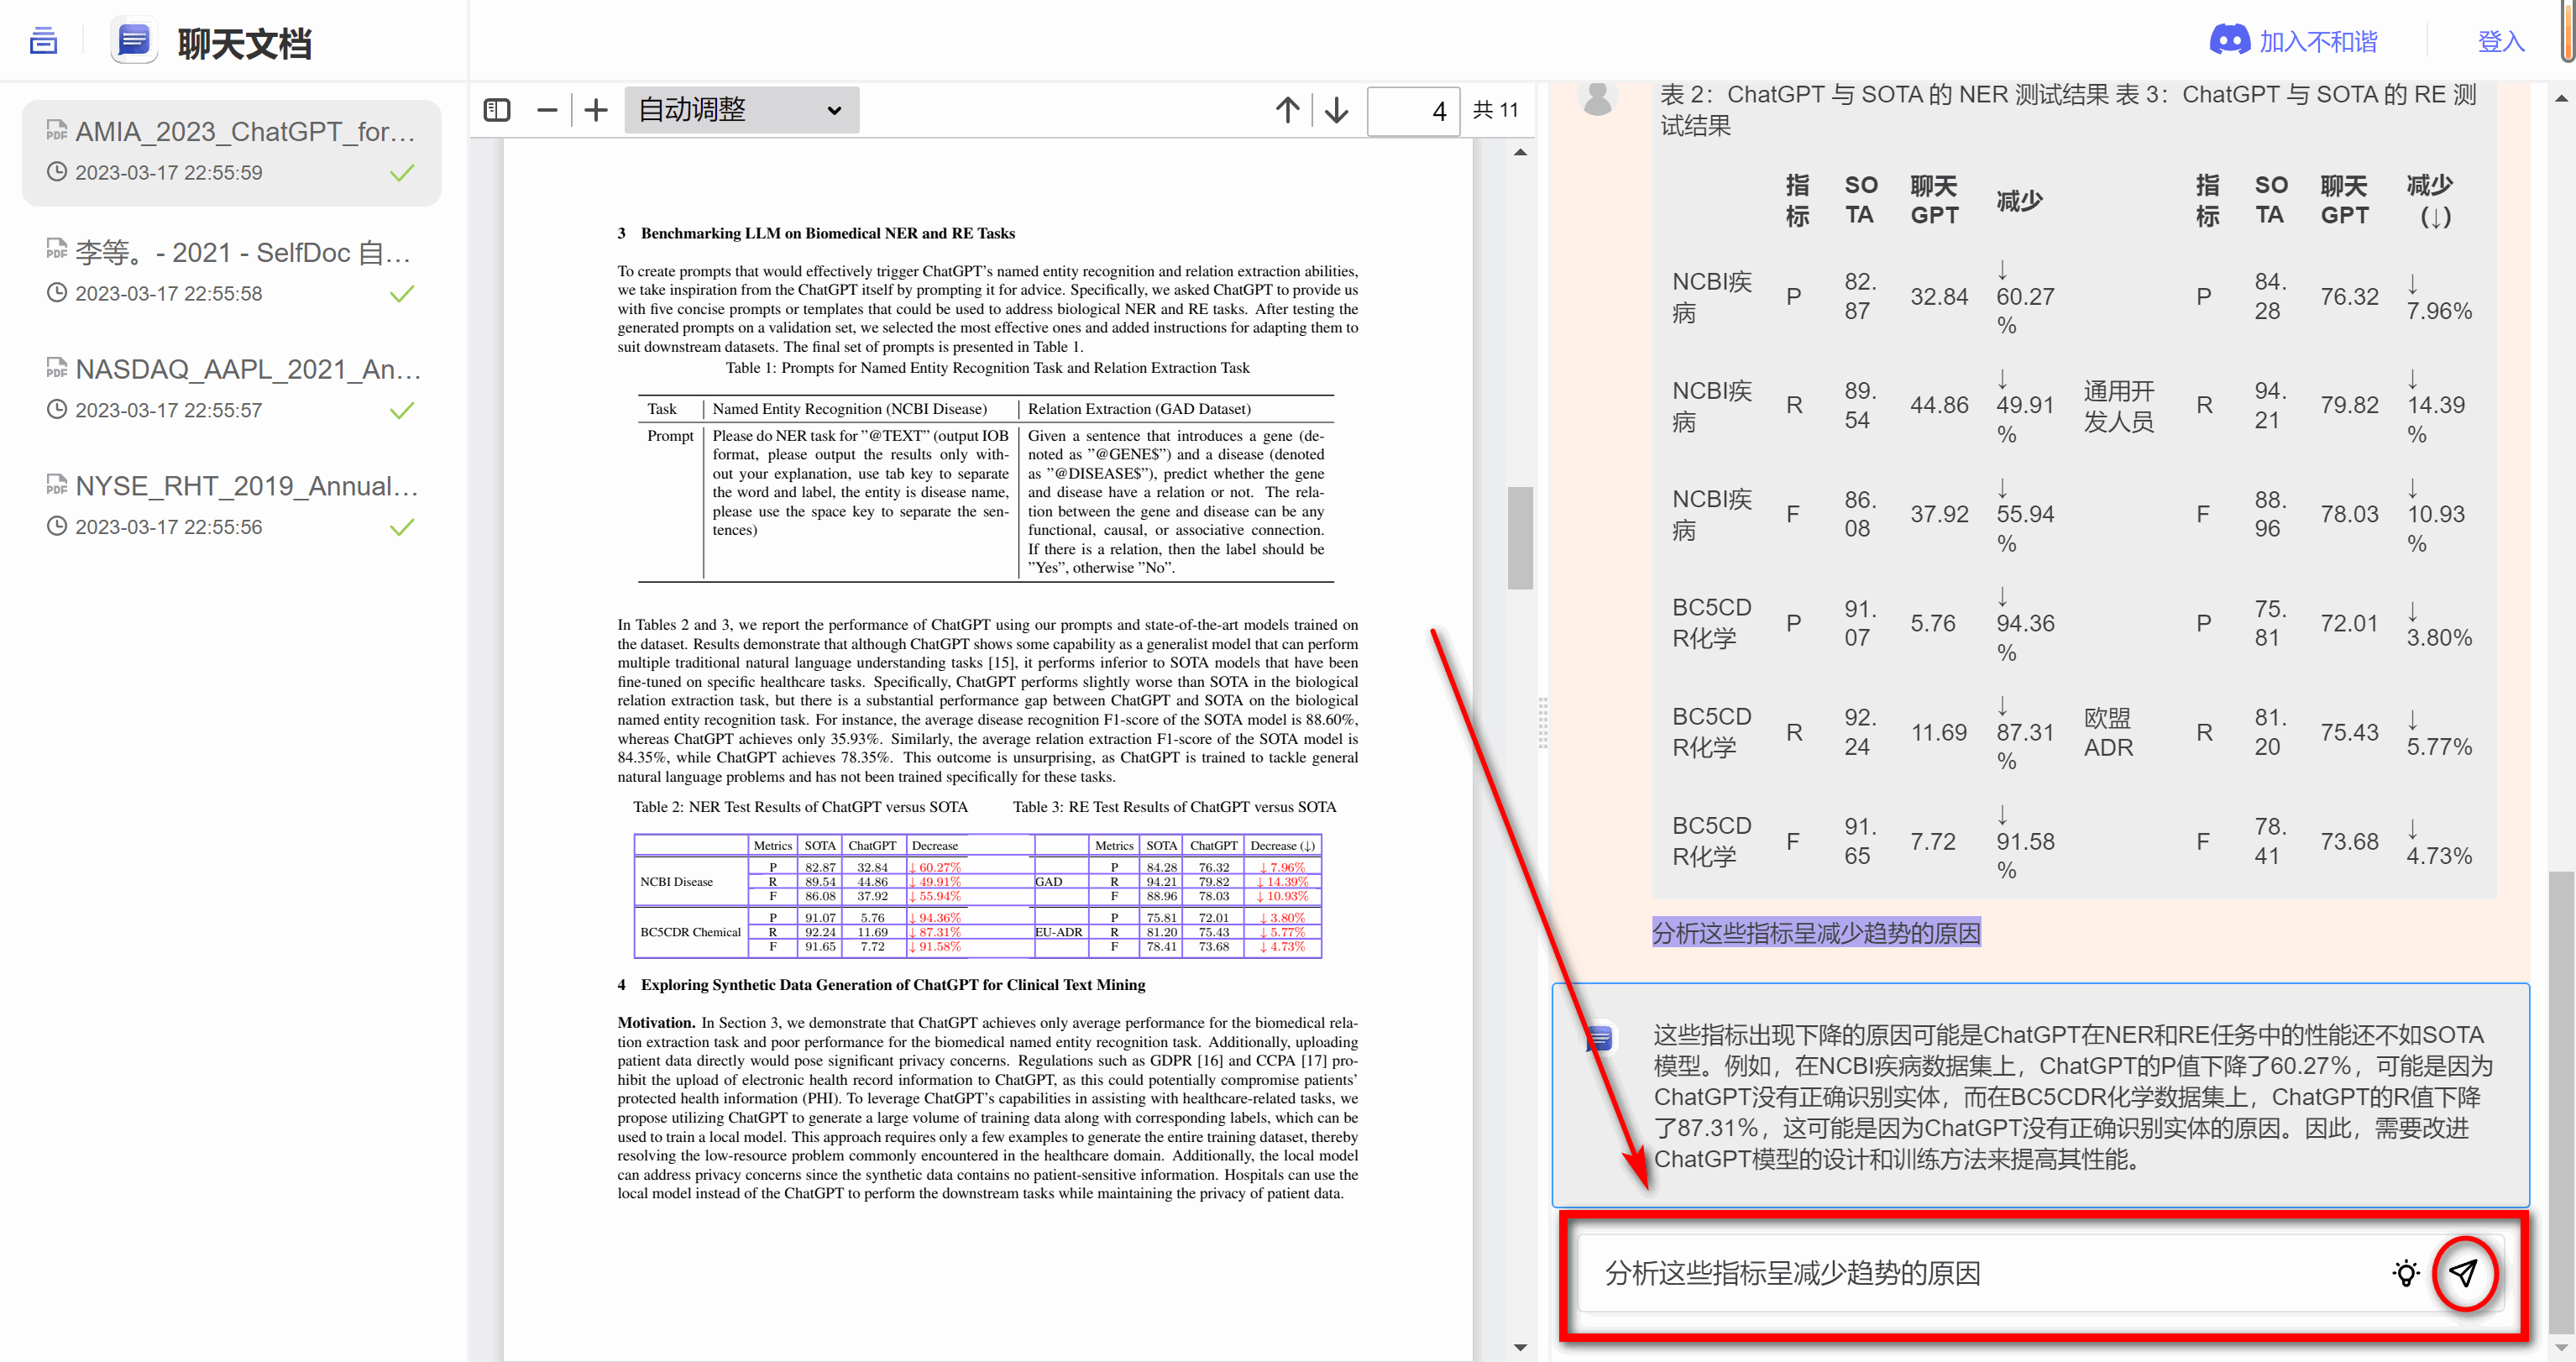 聊天文档
加入不和谐
登入
PDF AMIA_2023_ChatGPT_for...
2023-03-17 22:55:59
PDF 李等。- 2021 - SelfDoc 自...
2023-03-17 22:55:58
PDF NASDAQ_AAPL_2021_An...
2023-03-17 22:55:57
PDF NYSE_RHT_2019_Annual...
2023-03-17 22:55:56
自动调整
4 共 11
3 Benchmarking LLM on Biomedical NER and RE Tasks
To create prompts that would effectively trigger ChatGPT's named entity recognition and relation extraction abilities,
we take inspiration from the ChatGPT itself by prompting it for advice. Specifically, we asked ChatGPT to provide us
with five concise prompts or templates that could be used to address biological NER and RE tasks. After testing the
generated prompts on a validation set, we selected the most effective ones and added instructions for adapting them to
suit downstream datasets. The final set of prompts is presented in Table 1.
Table 1: Prompts for Named Entity Recognition Task and Relation Extraction Task
Task Named Entity Recognition (NCBI Disease) Relation Extraction (GAD Dataset)
Prompt Please do NER task for ”@TEXT” (output IOB
format, please output the results only with-
out your explanation, use tab key to separate
the word and label, the entity is disease name,
please use the space key to separate the sen-
tences)
Given a sentence that introduces a gene (de-
noted as ”@GENE$”) and a disease (denoted
as ”@DISEASE$”), predict whether the gene
and disease have a relation or not. The rela-
tion between the gene and disease can be any
functional, causal, or associative connection.
If there is a relation, then the label should be
”Yes”, otherwise ”No”.
In Tables 2 and 3, we report the performance of ChatGPT using our prompts and state-of-the-art models trained on
the dataset. Results demonstrate that although ChatGPT shows some capability as a generalist model that can perform
multiple traditional natural language understanding tasks [15], it performs inferior to SOTA models that have been
fine-tuned on specific healthcare tasks. Specifically, ChatGPT performs slightly worse than SOTA in the biological
relation extraction task, but there is a substantial performance gap between ChatGPT and SOTA on the biological
named entity recognition task. For instance, the average disease recognition F1-score of the SOTA model is 88.60%,
whereas ChatGPT achieves only 35.93%. Similarly, the average relation extraction F1-score of the SOTA model is
84.35%, while ChatGPT achieves 78.35%. This outcome is unsurprising, as ChatGPT is trained to tackle general
natural language problems and has not been trained specifically for these tasks.
Table 2: NER Test Results of ChatGPT versus SOTA Table 3: RE Test Results of ChatGPT versus SOTA
Metrics SOTA ChatGPT Decrease Metrics SOTA ChatGPT Decrease (↓)
P 82.87 32.84 ↓ 60.27% P 84.28 76.32 ↓ 7.96%
NCBI Disease R 89.54 44.86 ↓ 49.91% GAD R 94.21 79.82 ↓ 14.39%
F 86.08 37.92 ↓ 55.94% F 88.96 78.03 ↓ 10.93%
P 91.07 5.76 ↓ 94.36% P 75.81 72.01 ↓ 3.80%
BC5CDR Chemical R 92.24 11.69 ↓ 87.31% EU-ADR R 81.20 75.43 ↓ 5.77%
F 91.65 7.72 ↓ 91.58% F 78.41 73.68 ↓ 4.73%
4 Exploring Synthetic Data Generation of ChatGPT for Clinical Text Mining
Motivation. In Section 3, we demonstrate that ChatGPT achieves only average performance for the biomedical rela-
tion extraction task and poor performance for the biomedical named entity recognition task. Additionally, uploading
patient data directly would pose significant privacy concerns. Regulations such as GDPR [16] and CCPA [17] pro-
hibit the upload of electronic health record information to ChatGPT, as this could potentially compromise patients'
protected health information (PHI). To leverage ChatGPT's capabilities in assisting with healthcare-related tasks, we
propose utilizing ChatGPT to generate a large volume of training data along with corresponding labels, which can be
used to train a local model. This approach requires only a few examples to generate the entire training dataset, thereby
resolving the low-resource problem commonly encountered in the healthcare domain. Additionally, the local model
can address privacy concerns since the synthetic data contains no patient-sensitive information. Hospitals can use the
local model instead of the ChatGPT to perform the downstream tasks while maintaining the privacy of patient data.
表 2：ChatGPT 与 SOTA 的 NER 测试结果 表 3：ChatGPT 与 SOTA 的 RE 测
试结果
指标 SOTA 聊天GPT 减少 指标 SOTA 聊天GPT 减少（↓）
NCBI疾病 P 82.87 32.84 ↓60.27% P 84.28 76.32 ↓7.96%
NCBI疾病 R 89.54 44.86 ↓49.91% 通用开发人员 R 94.21 79.82 ↓14.39%
NCBI疾病 F 86.08 37.92 ↓55.94% F 88.96 78.03 ↓10.93%
BC5CDR化学 P 91.07 5.76 ↓94.36% P 75.81 72.01 ↓3.80%
BC5CDR化学 R 92.24 11.69 ↓87.31% 欧盟ADR R 81.20 75.43 ↓5.77%
BC5CDR化学 F 91.65 7.72 ↓91.58% F 78.41 73.68 ↓4.73%
分析这些指标呈减少趋势的原因
这些指标出现下降的原因可能是ChatGPT在NER和RE任务中的性能还不如SOTA
模型。例如，在NCBI疾病数据集上，ChatGPT的P值下降了60.27%，可能是因为
ChatGPT没有正确识别实体，而在BC5CDR化学数据集上，ChatGPT的R值下降
了87.31%，这可能是因为ChatGPT没有正确识别实体的原因。因此，需要改进
ChatGPT模型的设计和训练方法来提高其性能。
分析这些指标呈减少趋势的原因